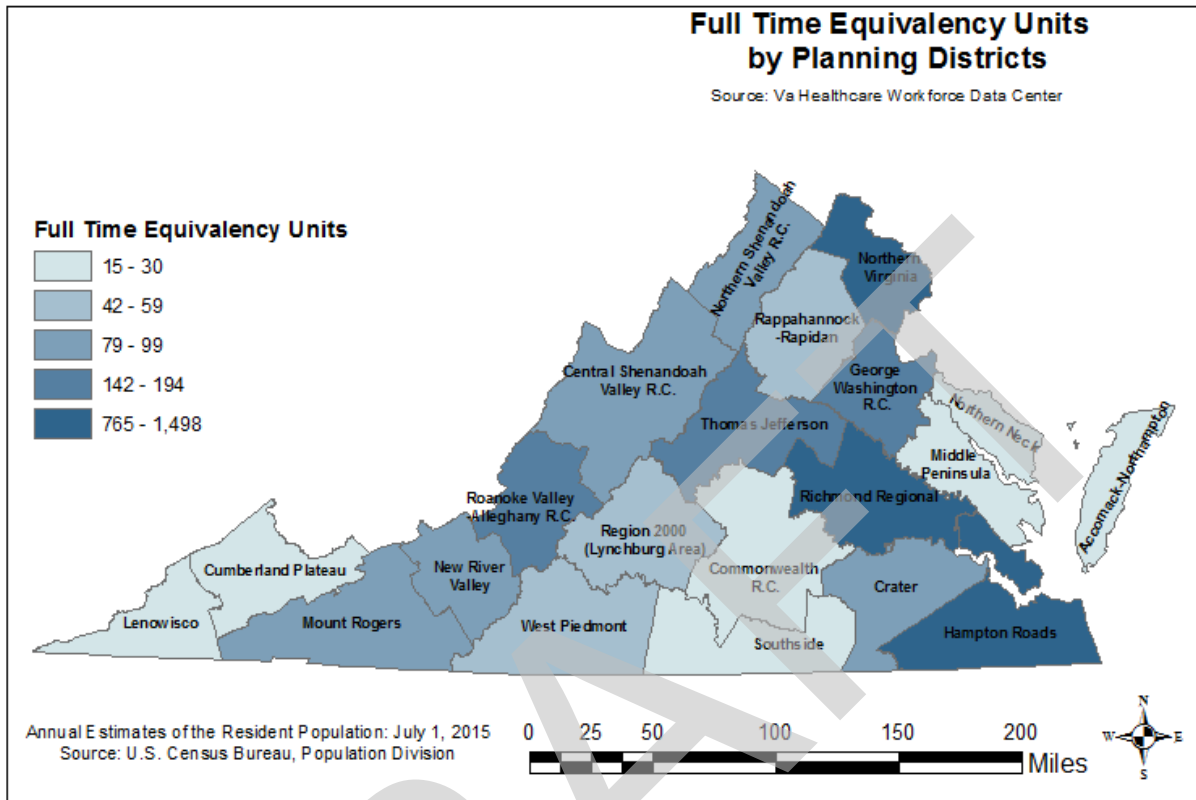 Full Time Equivalency Units
by Planning Districts
Source: Va Healthcare Workforce Data Center
Full Time Equivalency Units
15 - 30
42 - 59
79 - 99
142 - 194
765 - 1,498
Northern Shenandoah
Valley R.C.
Northern
Virginia
Rappahannock
-Rapidan
Central Shenandoah
Valley R.C.
George
Washington
R.C.
Northern Neck
Thomas Jefferson
Middle
Peninsula
Accomack-Northampton
Roanoke Valley
-Alleghany R.C.
Richmond Regional
Region 2000
(Lynchburg Area)
Cumberland Plateau
New River
Valley
Commonwealth
R.C.
Crater
Lenowisco
Mount Rogers
West Piedmont
Southside
Hampton Roads
Annual Estimates of the Resident Population: July 1, 2015
Source: U.S. Census Bureau, Population Division
0 25 50 100 150 200
Miles
N
W E
S